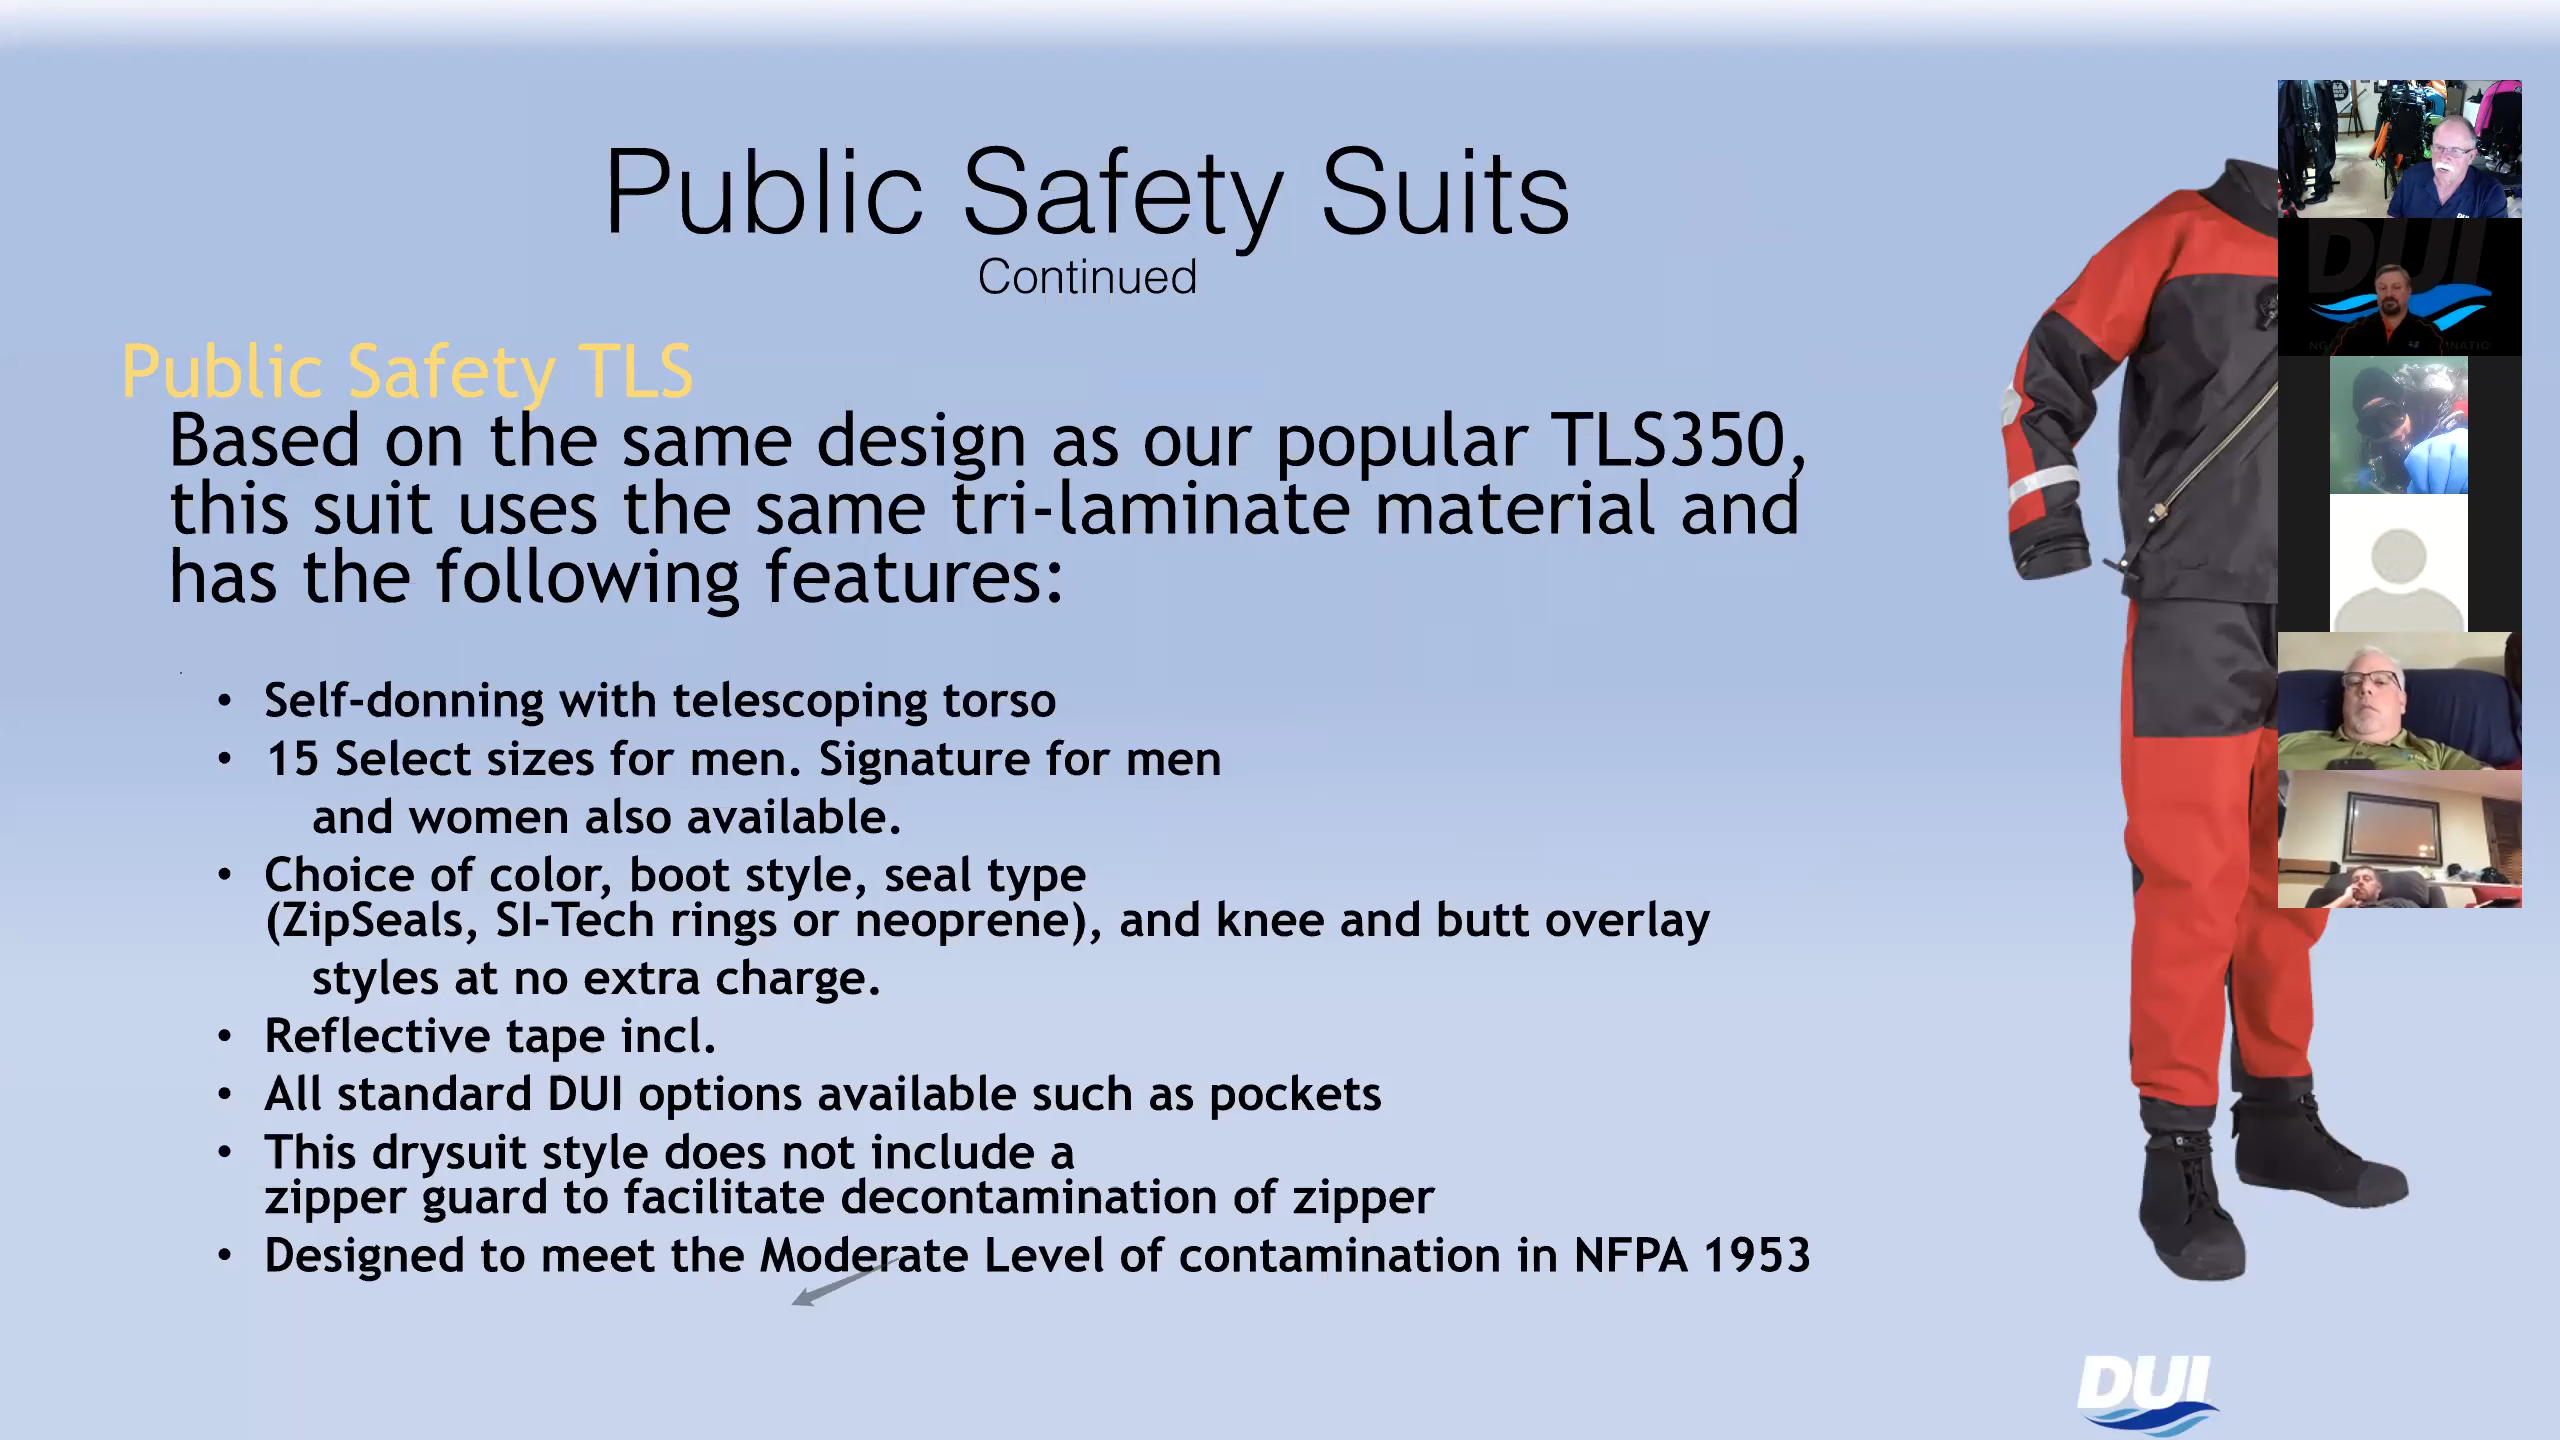 Public Safety Suits
Continued
Public Safety TLS
Based on the same design as our popular TLS350,
this suit uses the same tri-laminate material and
has the following features:
• Self-donning with telescoping torso
• 15 Select sizes for men. Signature for men
and women also available.
• Choice of color, boot style, seal type
(ZipSeals, SI-Tech rings or neoprene), and knee and butt overlay
styles at no extra charge.
• Reflective tape incl.
• All standard DUI options available such as pockets
• This drysuit style does not include a
zipper guard to facilitate decontamination of zipper
• Designed to meet the Moderate Level of contamination in NFPA 1953
DUI
DUI